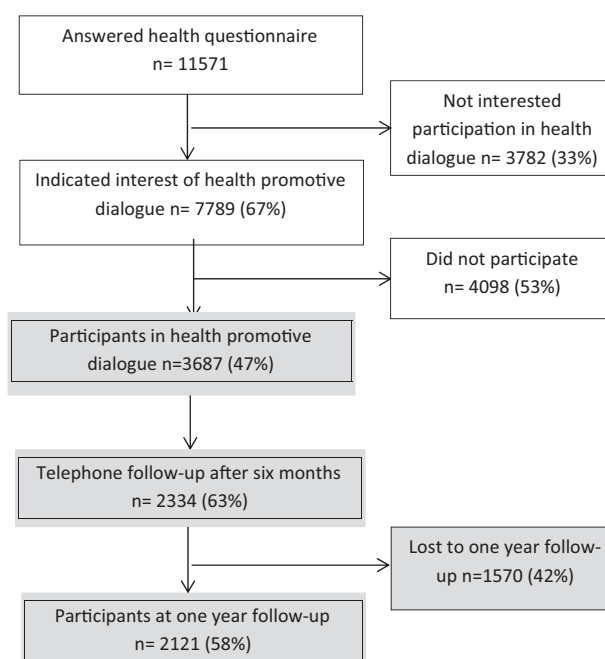 Answered health questionnaire
n= 11571
Not interested
participation in health
dialogue n= 3782 (33%)
Indicated interest of health promotive
dialogue n= 7789 (67%)
Did not participate
n= 4098 (53%)
Participants in health promotive
dialogue n=3687 (47%)
Telephone follow-up after six months
n= 2334 (63%)
Lost to one year follow-
up n=1570 (42%)
Participants at one year follow-up
n= 2121 (58%)